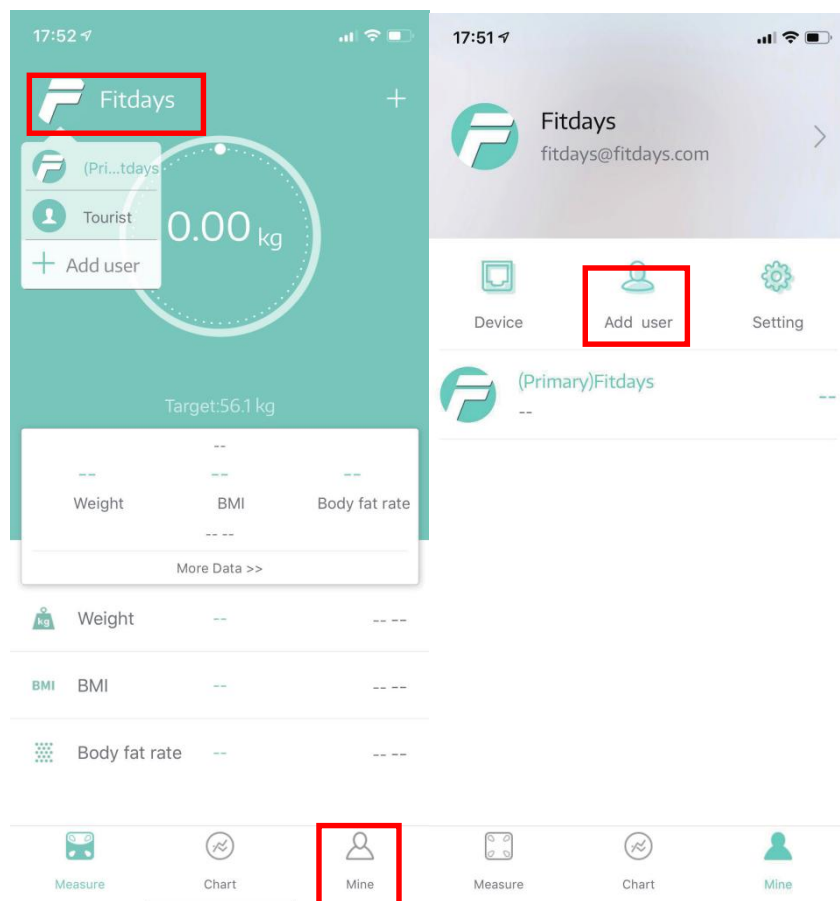 17:52
Fitdays
+
(Pri...tdays
Tourist
+ Add user
0.00 kg
Target:56.1 kg
--
-- -- --
Weight BMI Body fat rate
-- --
More Data >>
kg Weight -- -- --
BMI BMI -- -- --
Body fat rate -- -- --
Measure Chart Mine
17:51
Fitdays
fitdays@fitdays.com
Device Add user Setting
(Primary)Fitdays
--
--
Measure Chart Mine